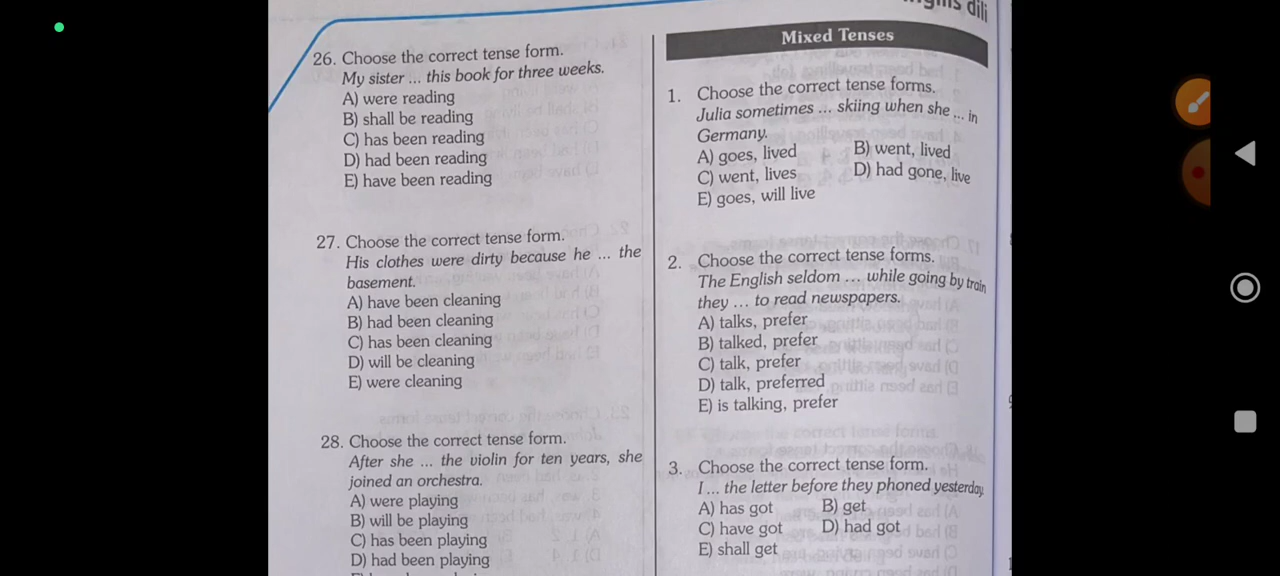 dili
26. Choose the correct tense form.
My sister ... this book for three weeks.
A) were reading
B) shall be reading
C) has been reading
D) had been reading
E) have been reading
27. Choose the correct tense form.
His clothes were dirty because he ... the
basement.
A) have been cleaning
B) had been cleaning
C) has been cleaning
D) will be cleaning
E) were cleaning
28. Choose the correct tense form.
After she ... the violin for ten years, she
joined an orchestra.
A) were playing
B) will be playing
C) has been playing
D) had been playing
Mixed Tenses
1. Choose the correct tense forms.
Julia sometimes ... skiing when she ... in
Germany.
A) goes, lived B) went, lived
C) went, lives D) had gone, live
E) goes, will live
2. Choose the correct tense forms.
The English seldom ... while going by train
they ... to read newspapers.
A) talks, prefer
B) talked, prefer
C) talk, prefer
D) talk, preferred
E) is talking, prefer
3. Choose the correct tense form.
I ... the letter before they phoned yesterday.
A) has got B) get
C) have got D) had got
E) shall get